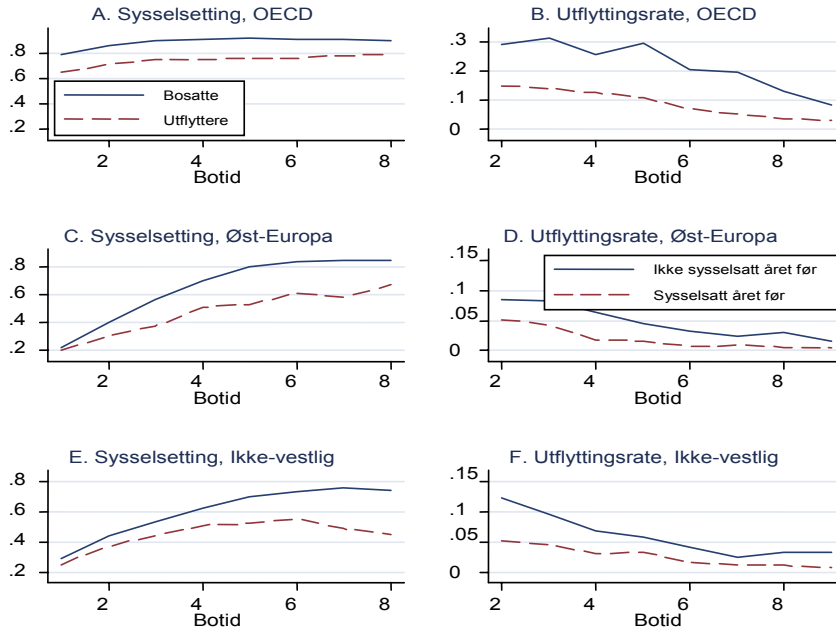 A. Sysselsetting, OECD
.8
.6
.4
.2
Bosatte
Utflyttere
2 4 6 8
Botid
B. Utflyttingsrate, OECD
.3
.2
.1
0
2 4 6 8
Botid
C. Sysselsetting, Øst-Europa
.8
.6
.4
.2
2 4 6 8
Botid
D. Utflyttingsrate, Øst-Europa
.15
.1
.05
0
Ikke sysselsatt året før
Sysselsatt året før
2 4 6 8
Botid
E. Sysselsetting, Ikke-vestlig
.8
.6
.4
.2
2 4 6 8
Botid
F. Utflyttingsrate, Ikke-vestlig
.15
.1
.05
0
2 4 6 8
Botid